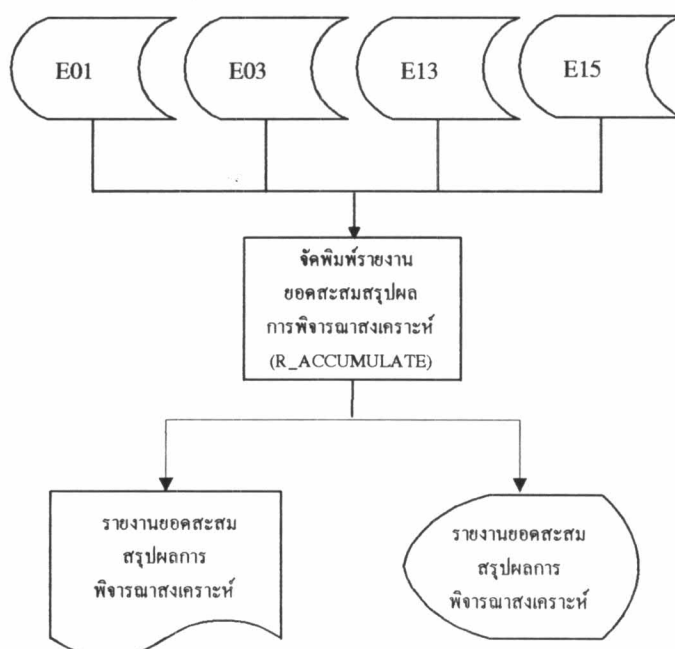 E01
E03
E13
E15
จัดพิมพ์รายงาน
ยอดสะสมสรุปผล
การพิจารณาสงเคราะห์
(R_ACCUMULATE)
รายงานยอดสะสม
สรุปผลการ
พิจารณาสงเคราะห์
รายงานยอดสะสม
สรุปผลการ
พิจารณาสงเคราะห์